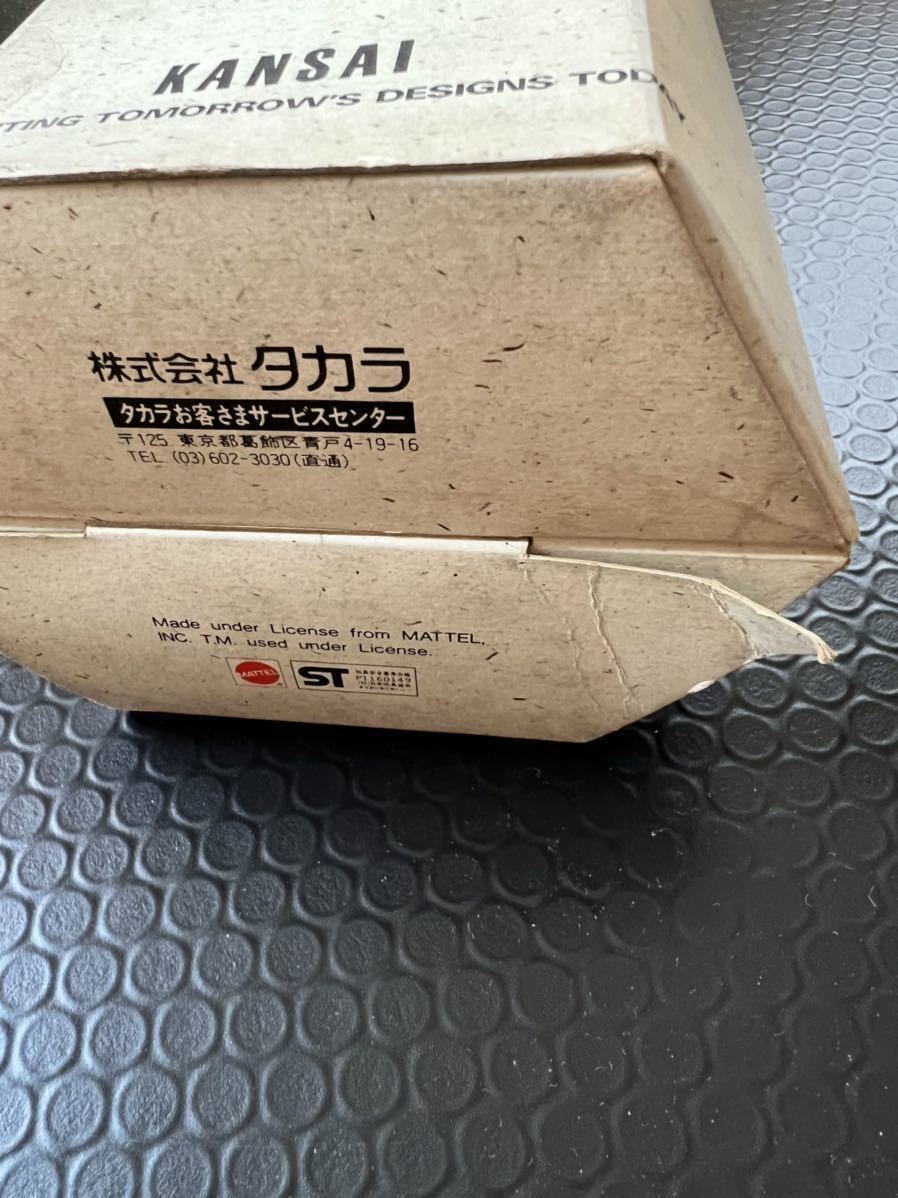 KANSAI
TING TOMORROW'S DESIGNS TOD
株式会社 タカラ
タカラお客さまサービスセンター
〒125 東京都葛飾区青戸4-19-16
TEL. (03) 602-3030 (直通)
Made under License from MATTEL,
INC. T.M. used under License.
MATTEL
ST
PT160149